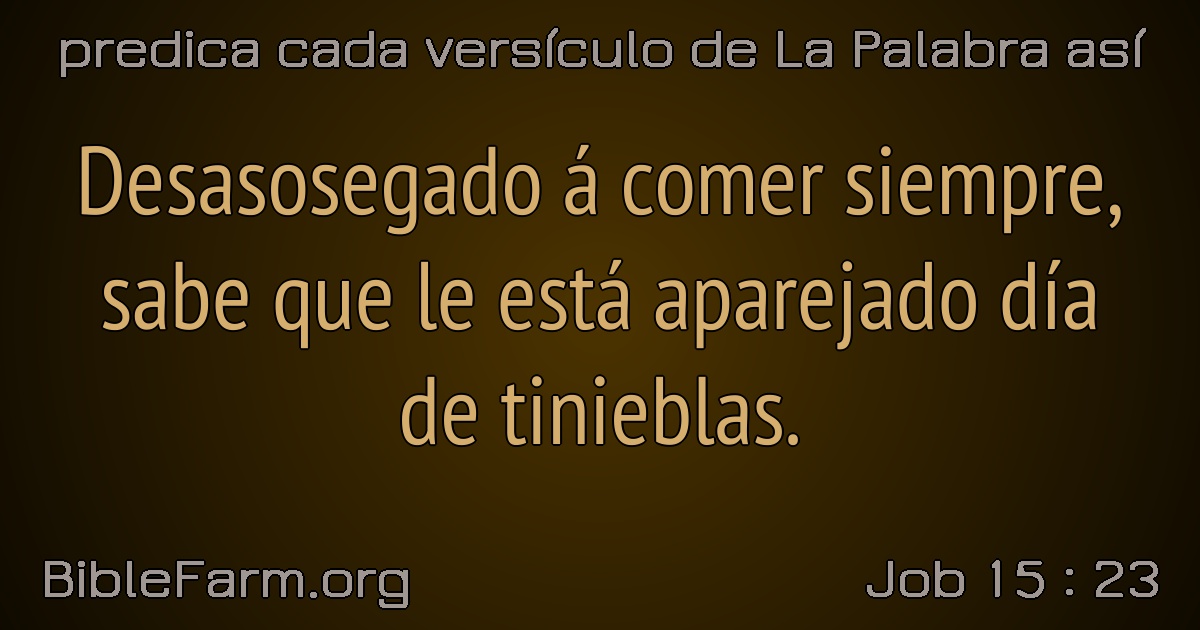 predica cada versículo de La Palabra así
Desasosegado á comer siempre,
sabe que le está aparejado día
de tinieblas.
BibleFarm.org
Job 15 : 23